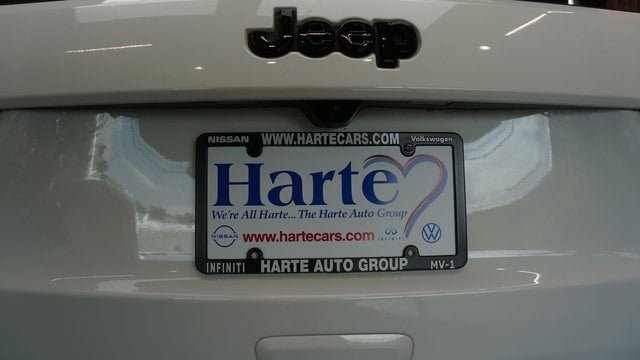 Jeep
NISSAN WWW.HARTECARS.COM Volkswagen
Harte
We're All Harte... The Harte Auto Group
NISSAN www.hartecars.com INFINITI
INFINITI HARTE AUTO GROUP MV-1